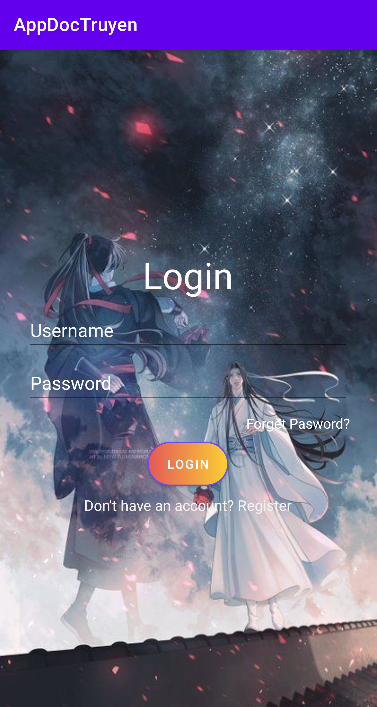 AppDocTruyen
Login
Username
Password
Forget Pasword?
LOGIN
Don't have an account? Register